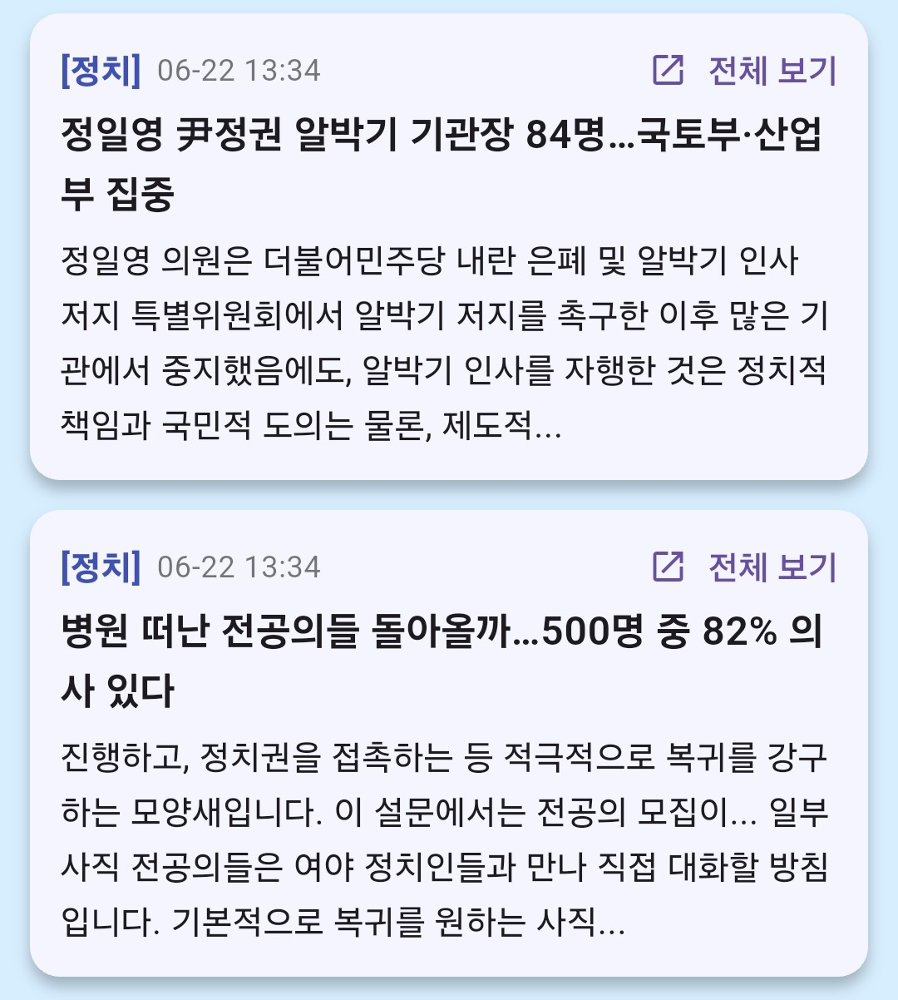 [정치] 06-22 13:34 전체 보기
정일영 尹정권 알박기 기관장 84명…국토부·산업
부 집중
정일영 의원은 더불어민주당 내란 은폐 및 알박기 인사
저지 특별위원회에서 알박기 저지를 촉구한 이후 많은 기
관에서 중지했음에도, 알박기 인사를 자행한 것은 정치적
책임과 국민적 도의는 물론, 제도적...
[정치] 06-22 13:34 전체 보기
병원 떠난 전공의들 돌아올까…500명 중 82% 의
사 있다
진행하고, 정치권을 접촉하는 등 적극적으로 복귀를 강구
하는 모양새입니다. 이 설문에서는 전공의 모집이... 일부
사직 전공의들은 여야 정치인들과 만나 직접 대화할 방침
입니다. 기본적으로 복귀를 원하는 사직...